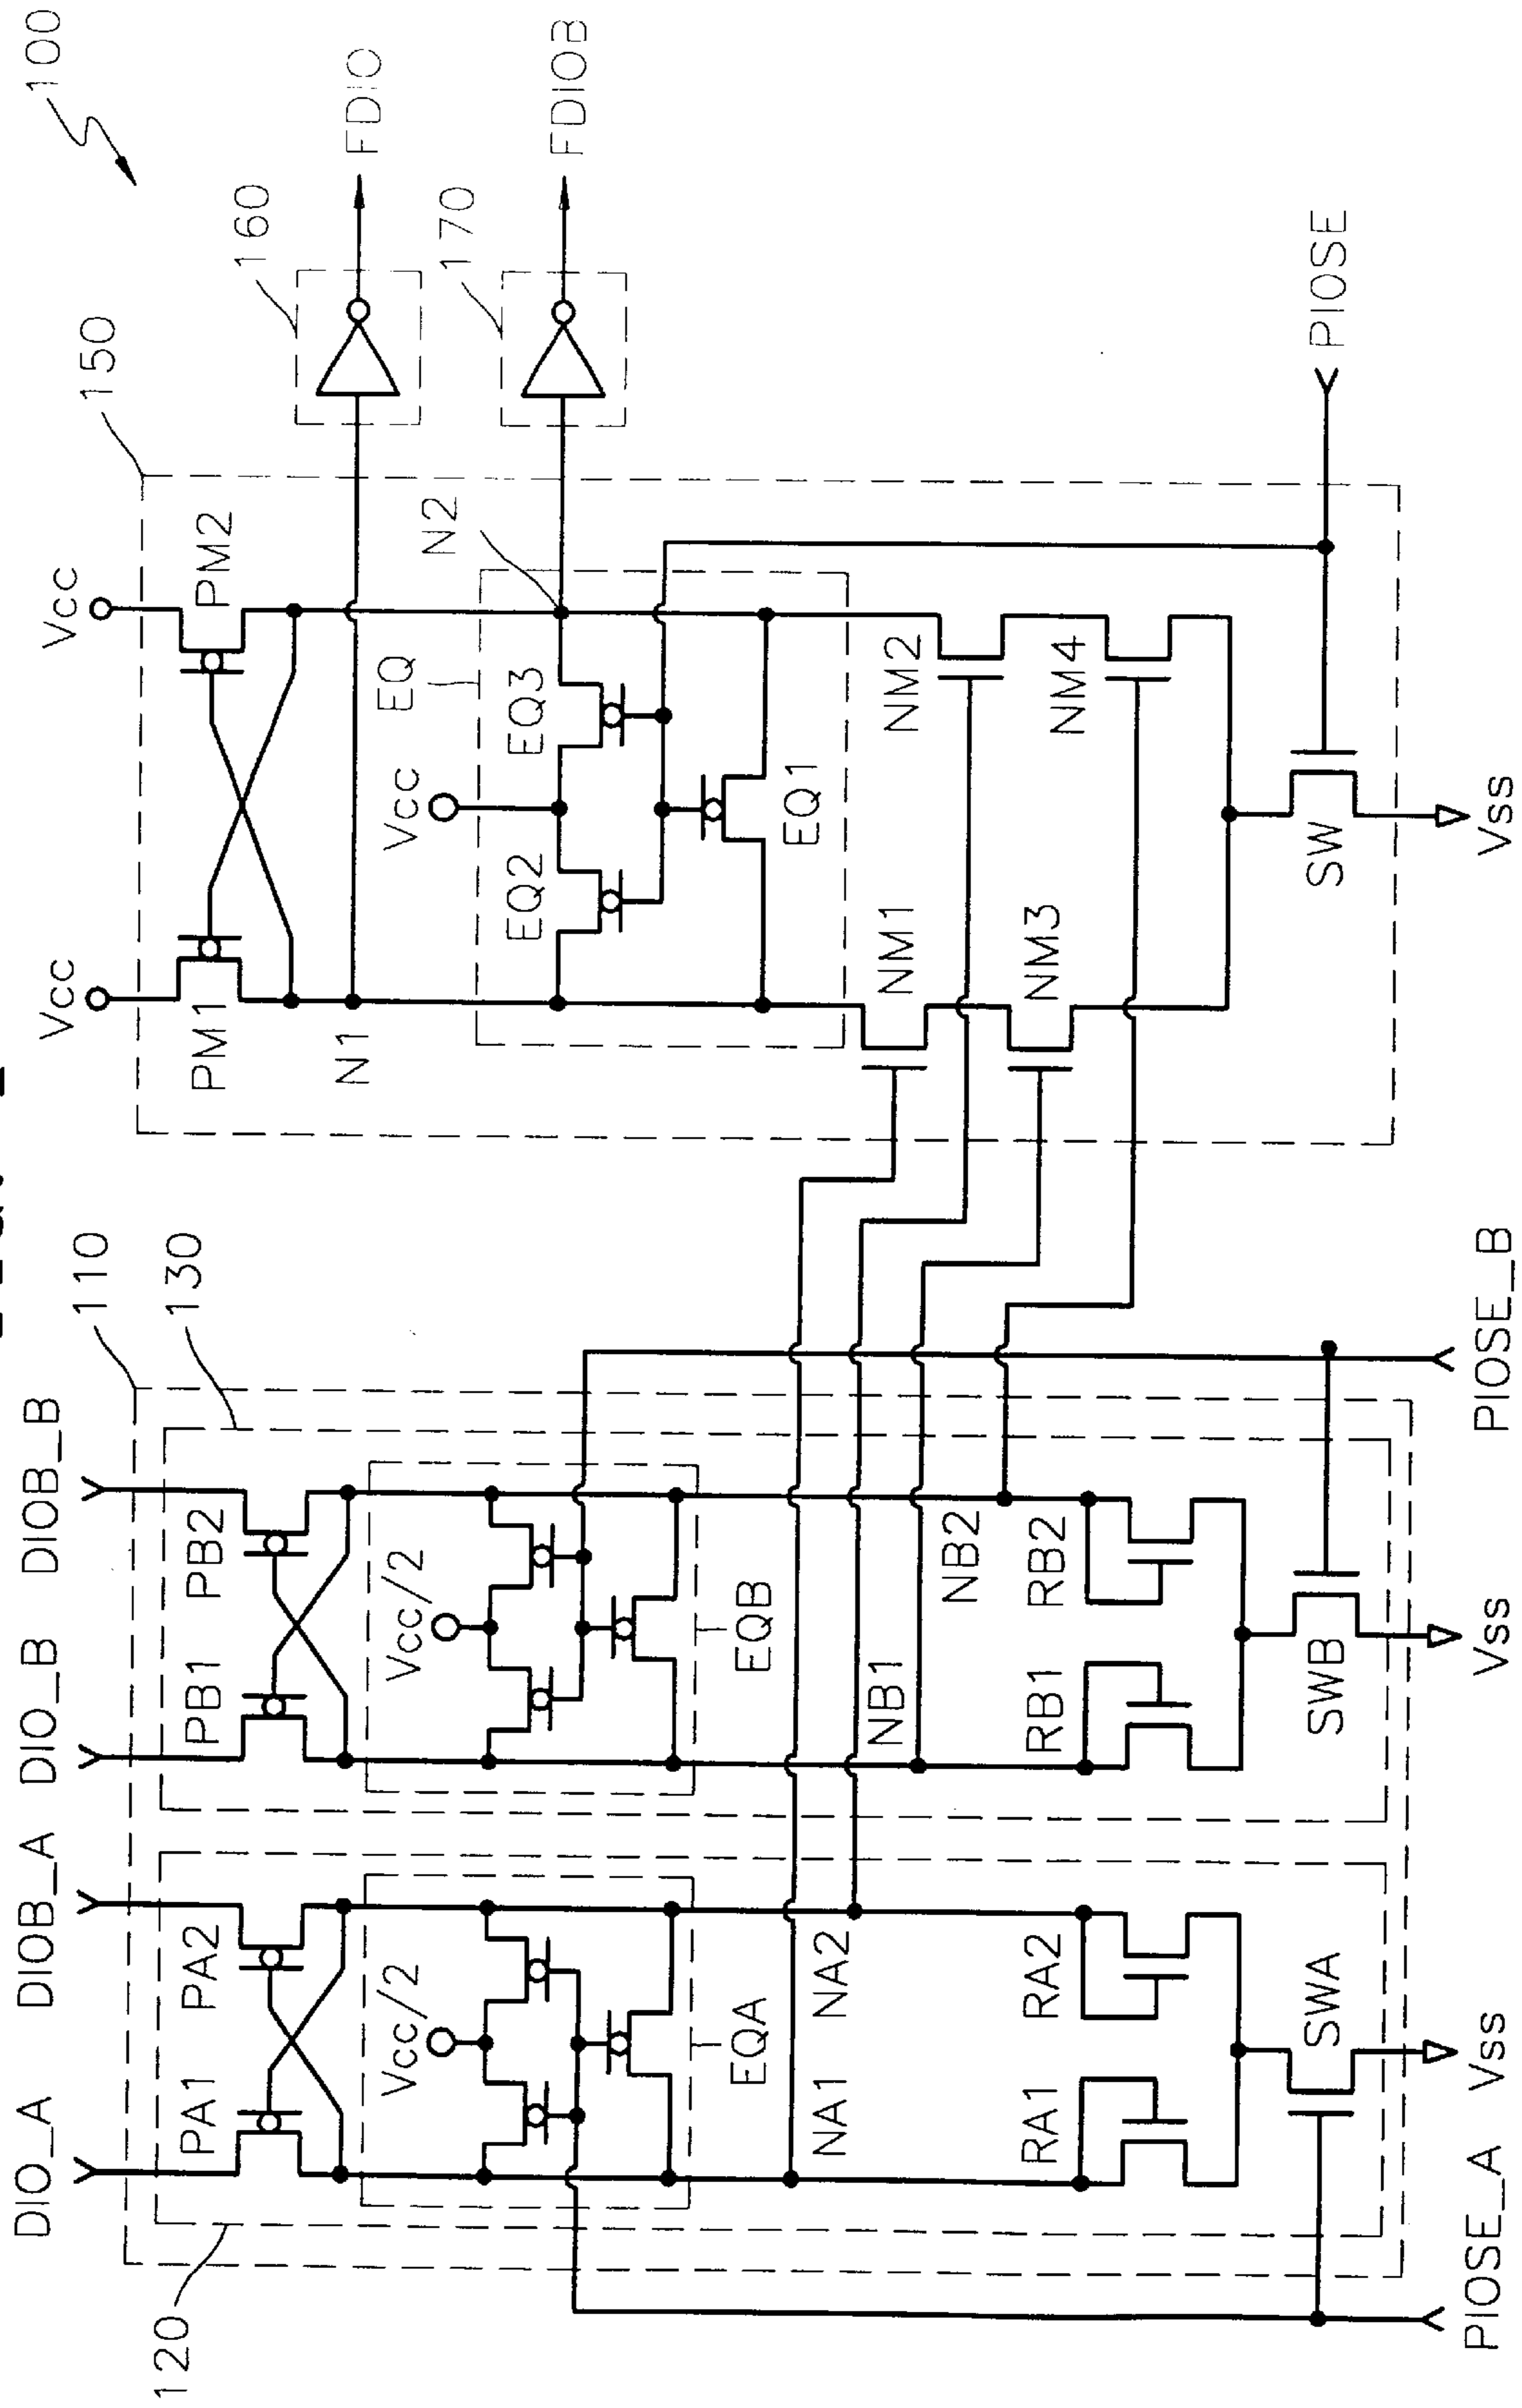 DIO_A
DIOB_A
DIO_B
DIOB_B
Vcc
Vcc
100
110
150
120
130
PA1
PA2
PB1
PB2
PM1
PM2
160
FDIO
N1
EQ
N2
170
Vcc/2
Vcc/2
Vcc
EQ2
EQ3
FDIOB
EQA
EQB
EQ1
NA1
NA2
NB1
NB2
NM1
NM2
RA1
RA2
RB1
RB2
NM3
NM4
SWA
SWB
SW
PIOSE
PIOSE_A
Vss
Vss
PIOSE_B
Vss